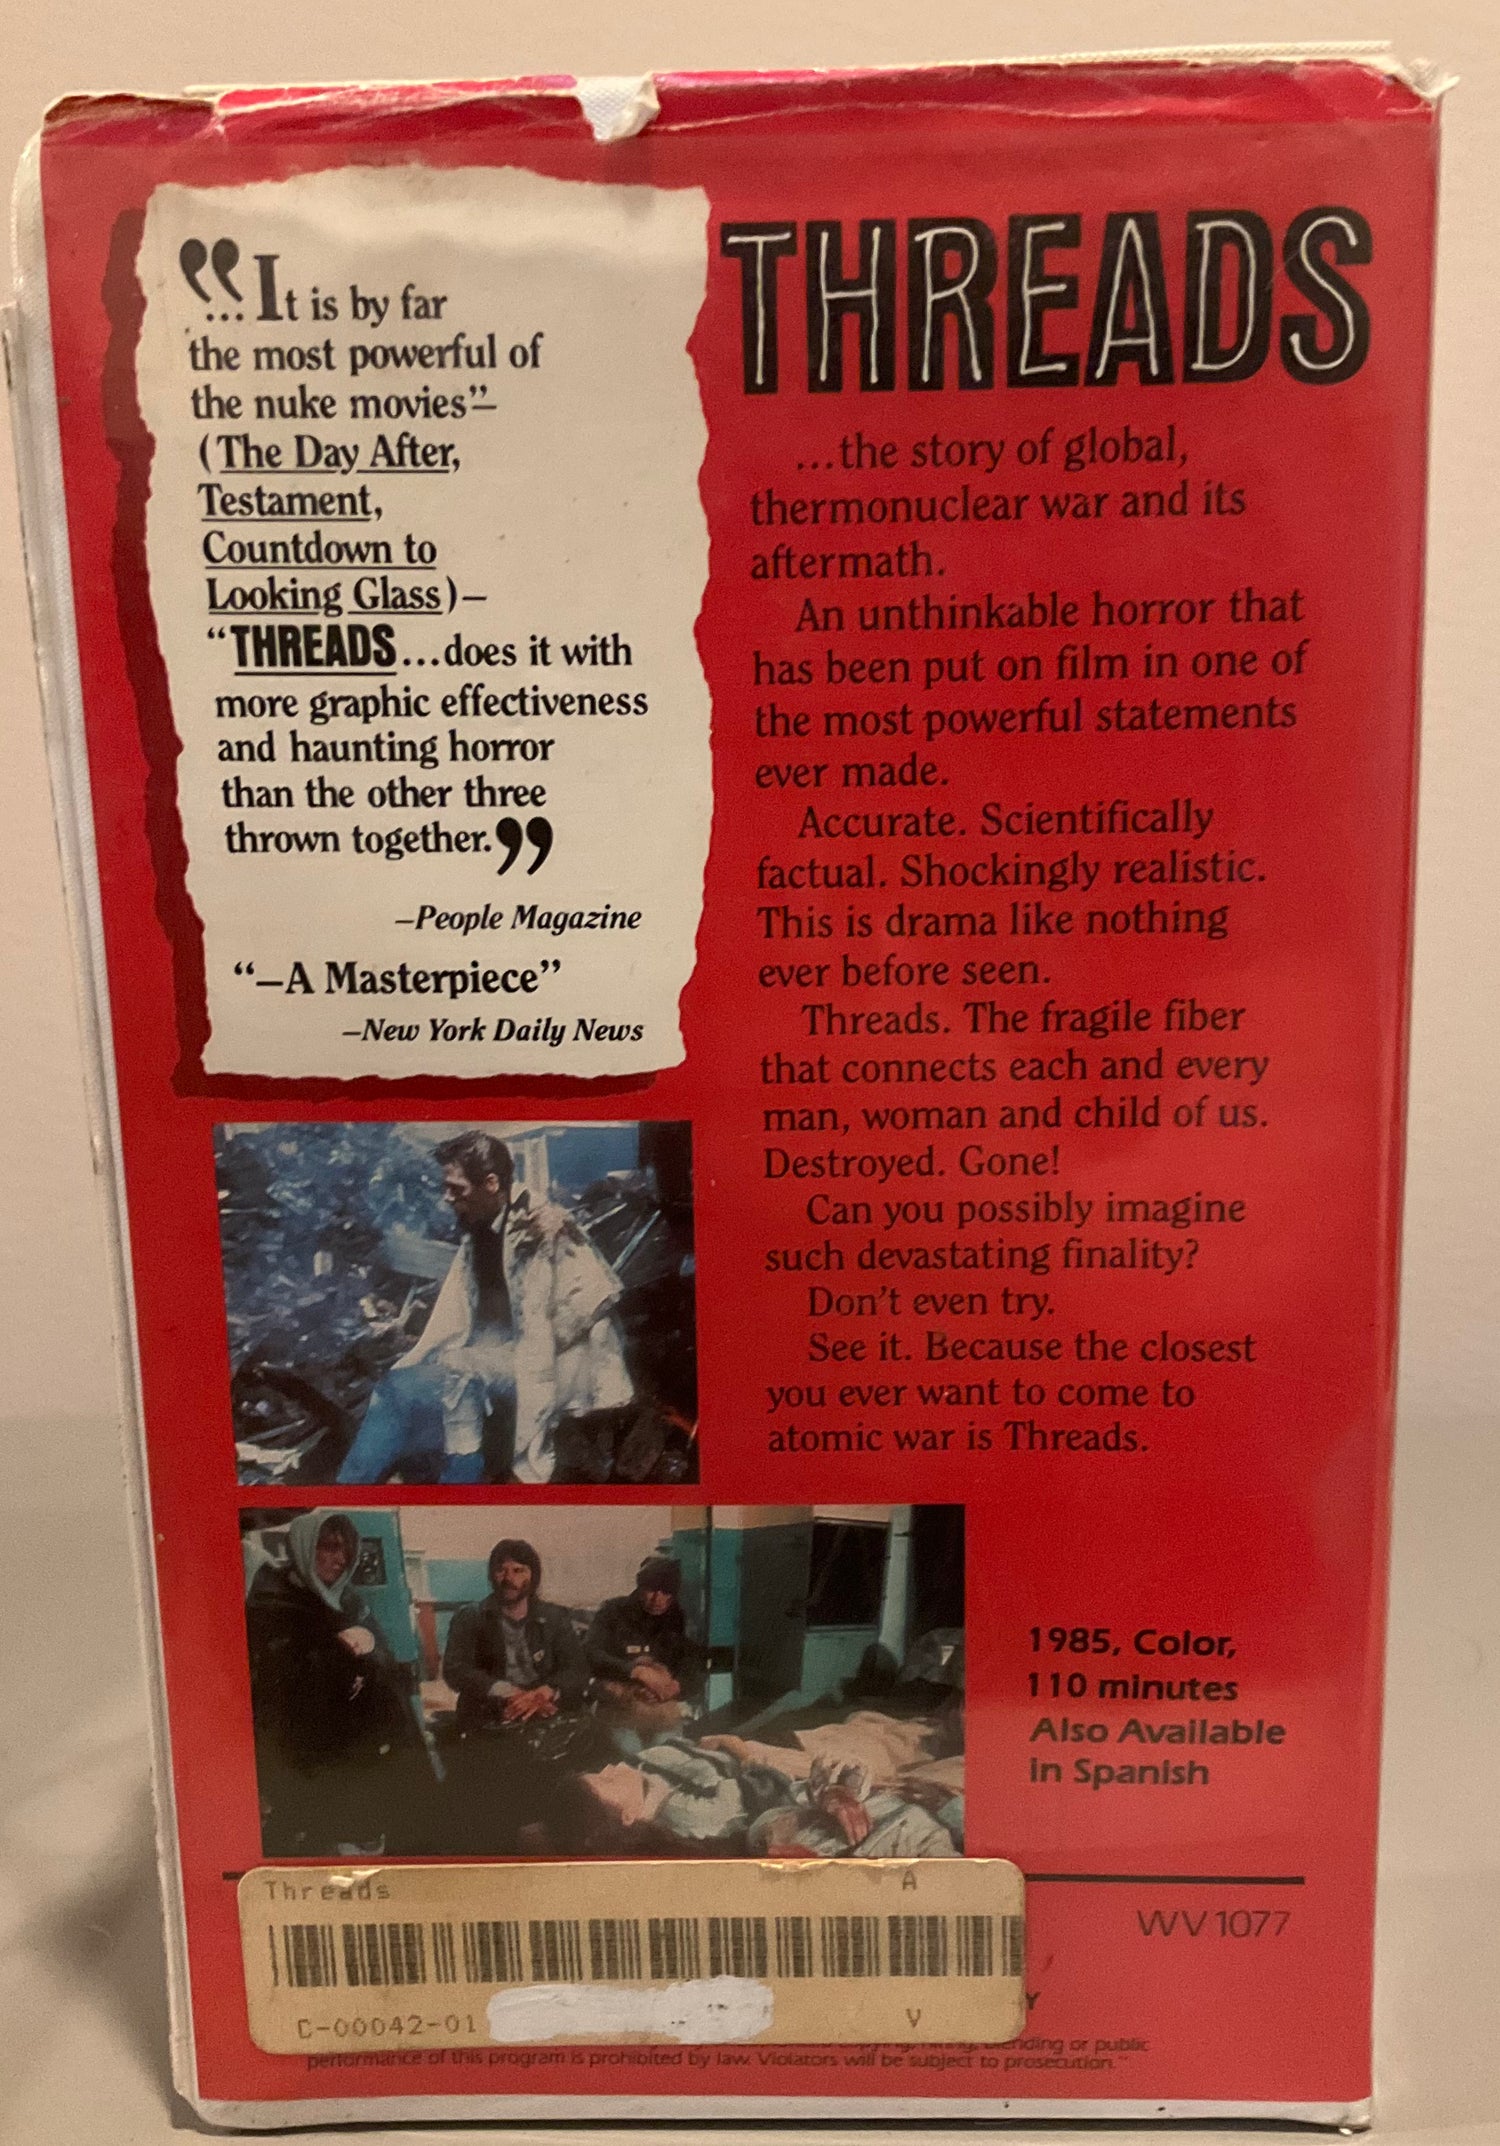 “... It is by far
the most powerful of
the nuke movies”–
(The Day After,
Testament,
Countdown to
Looking Glass)–
“THREADS...does it with
more graphic effectiveness
and haunting horror
than the other three
thrown together.”
–People Magazine
“–A Masterpiece”
–New York Daily News
THREADS
...the story of global,
thermonuclear war and its
aftermath.
An unthinkable horror that
has been put on film in one of
the most powerful statements
ever made.
Accurate. Scientifically
factual. Shockingly realistic.
This is drama like nothing
ever before seen.
Threads. The fragile fiber
that connects each and every
man, woman and child of us.
Destroyed. Gone!
Can you possibly imagine
such devastating finality?
Don't even try.
See it. Because the closest
you ever want to come to
atomic war is Threads.
1985, Color,
110 minutes
Also Available
in Spanish
Threads A
C-00042-01 V
WV1077
Y
or public
performance of this program is prohibited by law. Violators will be subject to prosecution.”